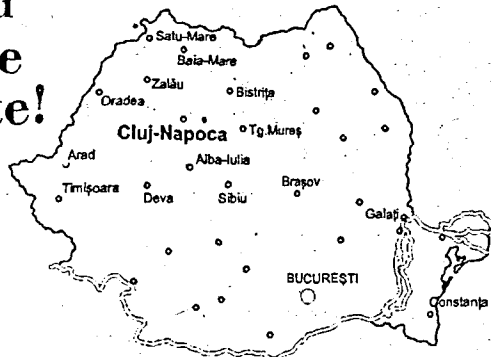 e
te!
Satu-Mare
Baia-Mare
Zalău
Bistrița
Oradea
Cluj-Napoca
Tg.Mureș
Arad
Alba-Iulia
Timișoara
Deva
Sibiu
Brașov
Galați
BUCUREȘTI
Constanța